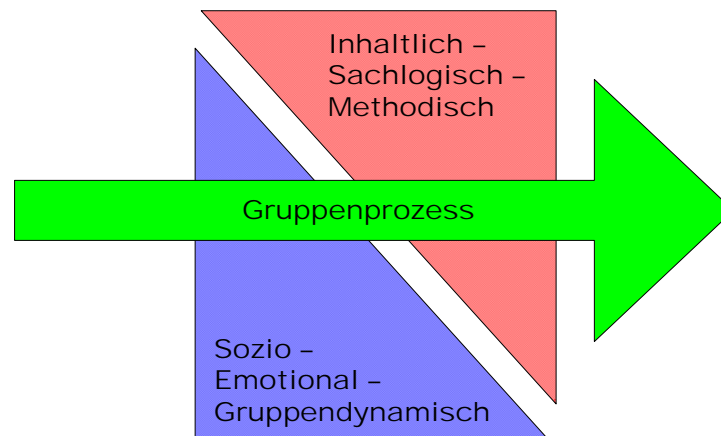 Inhaltlich –
Sachlogisch –
Methodisch
Gruppenprozess
Sozio –
Emotional –
Gruppendynamisch